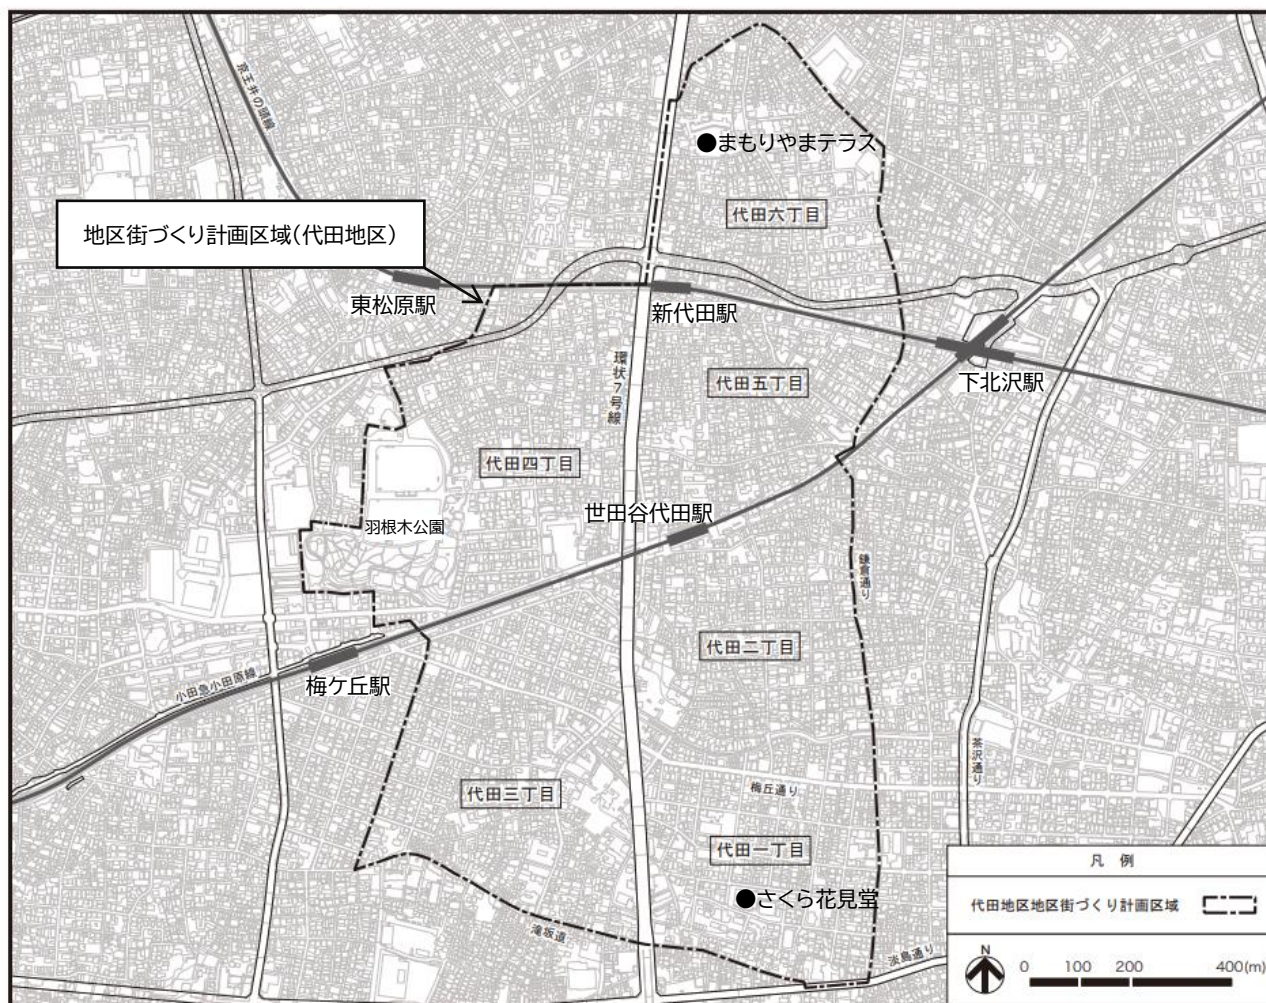 京王井の頭線
●まもりやまテラス
代田六丁目
地区街づくり計画区域(代田地区)
東松原駅
新代田駅
環状7号線
代田五丁目
下北沢駅
代田四丁目
世田谷代田駅
羽根木公園
鎌倉通り
代田二丁目
小田急小田原線
梅ケ丘駅
茶沢通り
代田三丁目
梅丘通り
代田一丁目
●さくら花見堂
滝坂道
淡島通り
凡 例
代田地区地区街づくり計画区域
N
0 100 200 400(m)